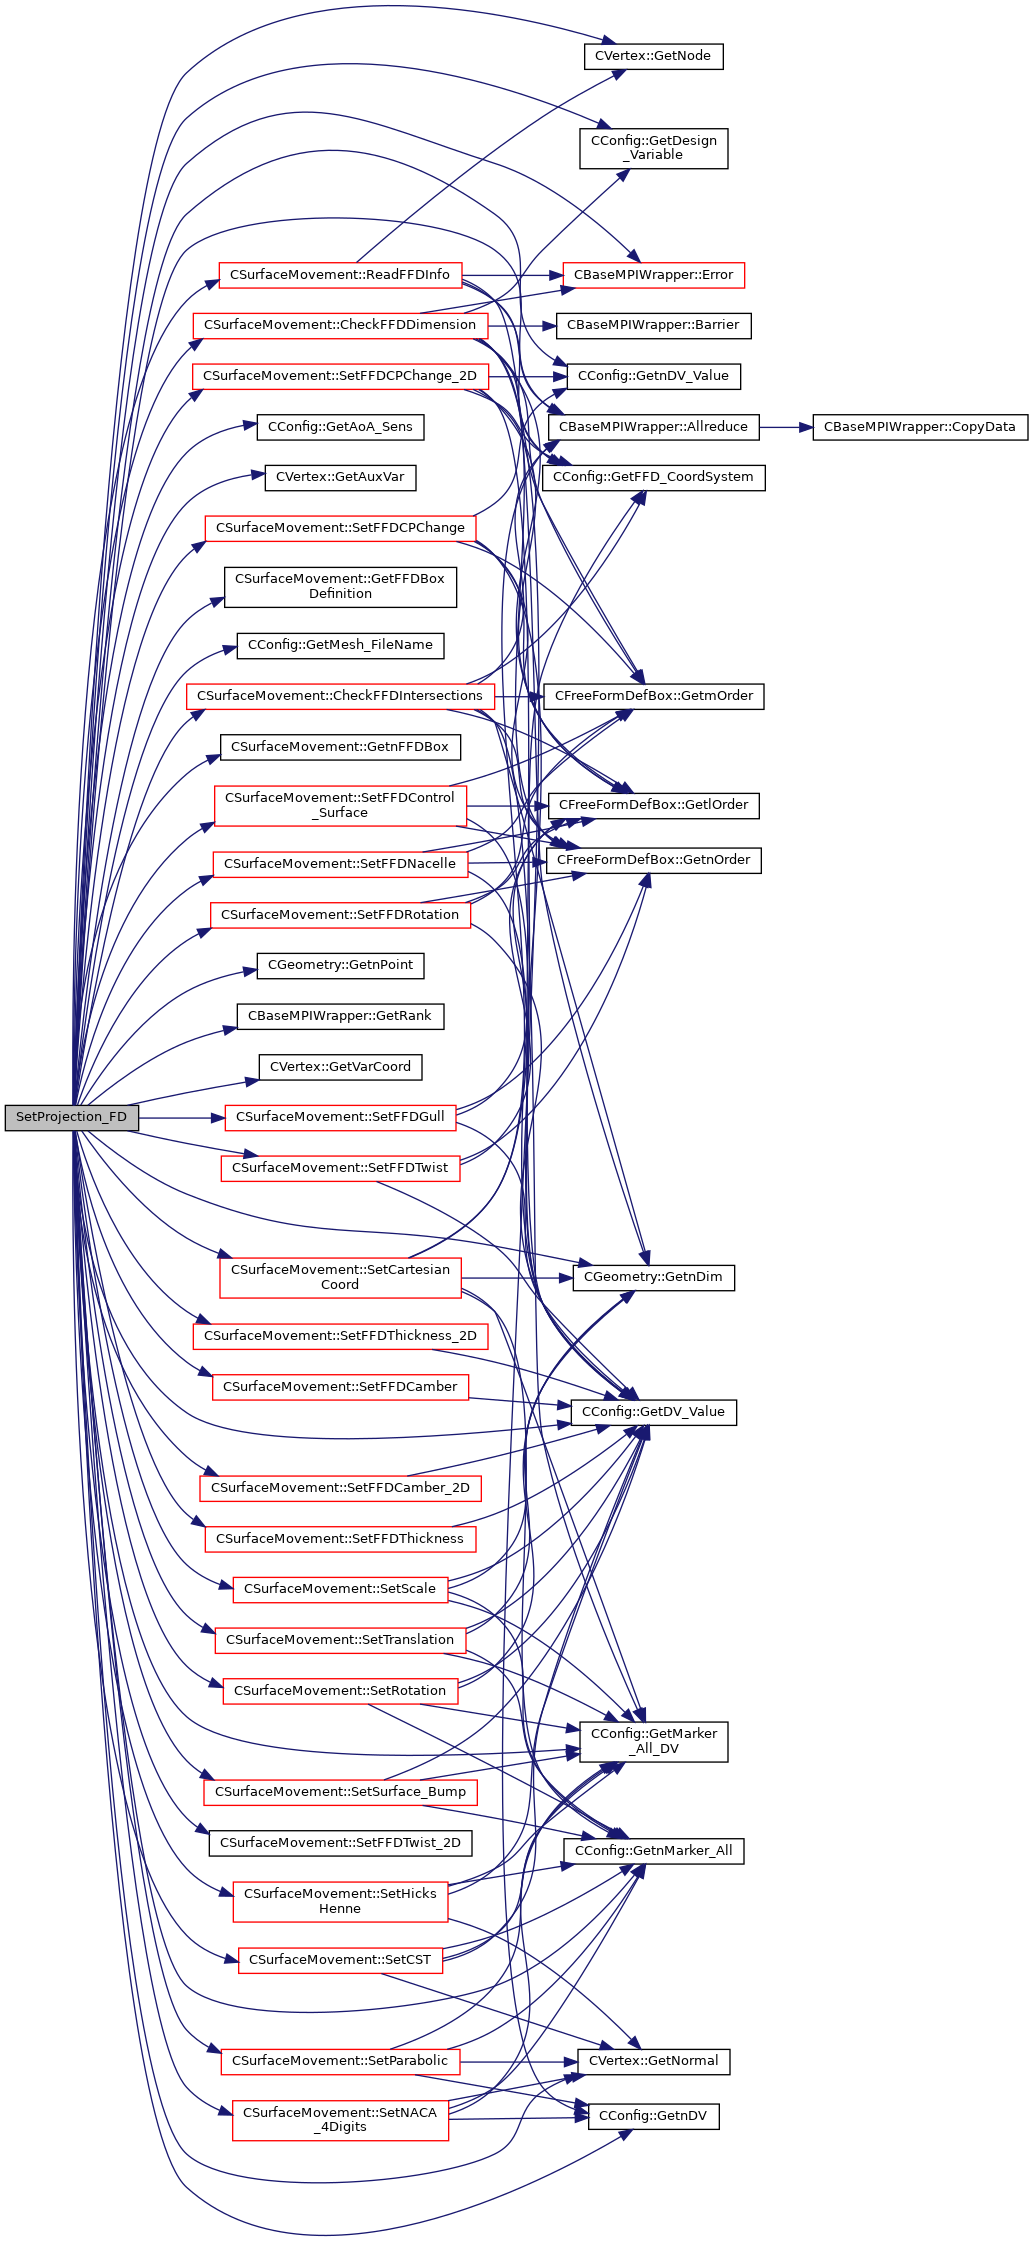 CVertex::GetNode
CConfig::GetDesign
_Variable
CSurfaceMovement::ReadFFDInfo
CBaseMPIWrapper::Error
CSurfaceMovement::CheckFFDDimension
CBaseMPIWrapper::Barrier
CSurfaceMovement::SetFFDCPChange_2D
CConfig::GetnDV_Value
CConfig::GetAoA_Sens
CBaseMPIWrapper::Allreduce
CBaseMPIWrapper::CopyData
CVertex::GetAuxVar
CConfig::GetFFD_CoordSystem
CSurfaceMovement::SetFFDCPChange
CSurfaceMovement::GetFFDBox
Definition
CConfig::GetMesh_FileName
CSurfaceMovement::CheckFFDIntersections
CFreeFormDefBox::GetmOrder
CSurfaceMovement::GetnFFDBox
CSurfaceMovement::SetFFDControl
_Surface
CFreeFormDefBox::GetlOrder
CSurfaceMovement::SetFFDNacelle
CFreeFormDefBox::GetnOrder
CSurfaceMovement::SetFFDRotation
CGeometry::GetnPoint
CBaseMPIWrapper::GetRank
CVertex::GetVarCoord
SetProjection_FD
CSurfaceMovement::SetFFDGull
CSurfaceMovement::SetFFDTwist
CSurfaceMovement::SetCartesian
Coord
CGeometry::GetnDim
CSurfaceMovement::SetFFDThickness_2D
CSurfaceMovement::SetFFDCamber
CConfig::GetDV_Value
CSurfaceMovement::SetFFDCamber_2D
CSurfaceMovement::SetFFDThickness
CSurfaceMovement::SetScale
CSurfaceMovement::SetTranslation
CSurfaceMovement::SetRotation
CConfig::GetMarker
_All_DV
CSurfaceMovement::SetSurface_Bump
CSurfaceMovement::SetFFDTwist_2D
CConfig::GetnMarker_All
CSurfaceMovement::SetHicks
Henne
CSurfaceMovement::SetCST
CSurfaceMovement::SetParabolic
CVertex::GetNormal
CSurfaceMovement::SetNACA
_4Digits
CConfig::GetnDV